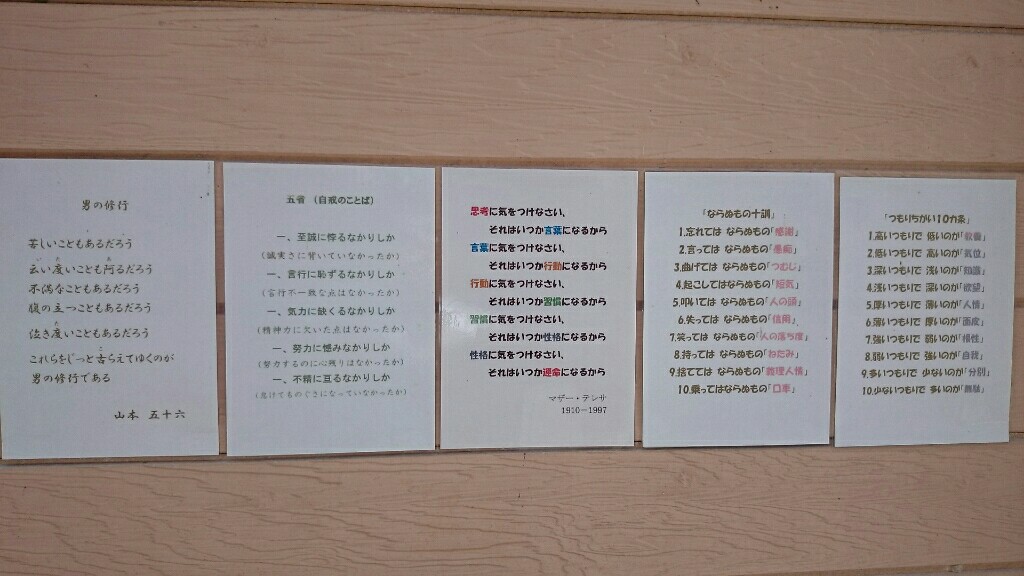 男の修行
苦しいこともあるだろう
云い度いこともあるだろう
不満なこともあるだろう
腹の立つこともあるだろう
泣き度いこともあるだろう
これらをじっとこらえてゆくのが
男の修行である
山本 五十六
五省 (自戒のことば)
一、至誠に悖るなかりしか
(誠実さに背いていなかったか)
一、言行に恥ずるなかりしか
(言行不一致な点はなかったか)
一、気力に缺くるなかりしか
(精神力に欠いた点はなかったか)
一、努力に憾みなかりしか
(努力するのに心残りはなかったか)
一、不精に亘るなかりしか
(怠けてものぐさになっていなかったか)
思考に気をつけなさい、
それはいつか言葉になるから
言葉に気をつけなさい、
それはいつか行動になるから
行動に気をつけなさい、
それはいつか習慣になるから
習慣に気をつけなさい、
それはいつか性格になるから
性格に気をつけなさい、
それはいつか運命になるから
マザー・テレサ
1910-1997
「ならぬもの十訓」
1.忘れては ならぬもの「感謝」
2.言っては ならぬもの「愚痴」
3.曲げては ならぬもの「つむじ」
4.起こしてはならぬもの「短気」
5.叩いては ならぬもの「人の頭」
6.失っては ならぬもの「信用」
7.笑っては ならぬもの「人の落ち度」
8.持っては ならぬもの「ねたみ」
9.捨てては ならぬもの「義理人情」
10.乗ってはならぬもの「口車」
「つもりちがい10カ条」
1.高いつもりで 低いのが「教養」
2.低いつもりで 高いのが「気位」
3.深いつもりで 浅いのが「知識」
4.浅いつもりで 深いのが「欲望」
5.厚いつもりで 薄いのが「人情」
6.薄いつもりで 厚いのが「面皮」
7.強いつもりで 弱いのが「根性」
8.弱いつもりで 強いのが「自我」
9.多いつもりで 少ないのが「分別」
10.少ないつもりで 多いのが「無駄」